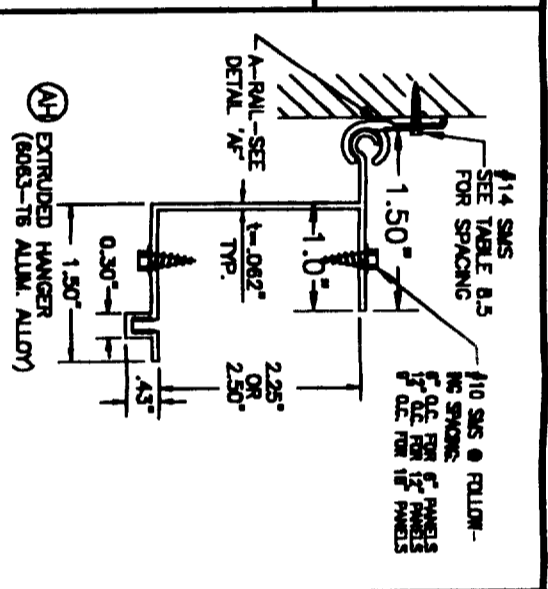 #14 SMS
SEE TABLE 8.5
FOR SPACING
#10 SMS @ FOLLOW-
ING SPACING:
6" O.C. FOR 6" PANELS
12" O.C. FOR 12" PANELS
9" O.C. FOR 18" PANELS
A-RAIL-SEE
DETAIL 'AF'
1.50"
1.0"
t=.062"
TYP.
2.25"
OR
2.50"
.43"
0.30"
1.50"
AH EXTRUDED HANGER
(6063-T6 ALUM. ALLOY)